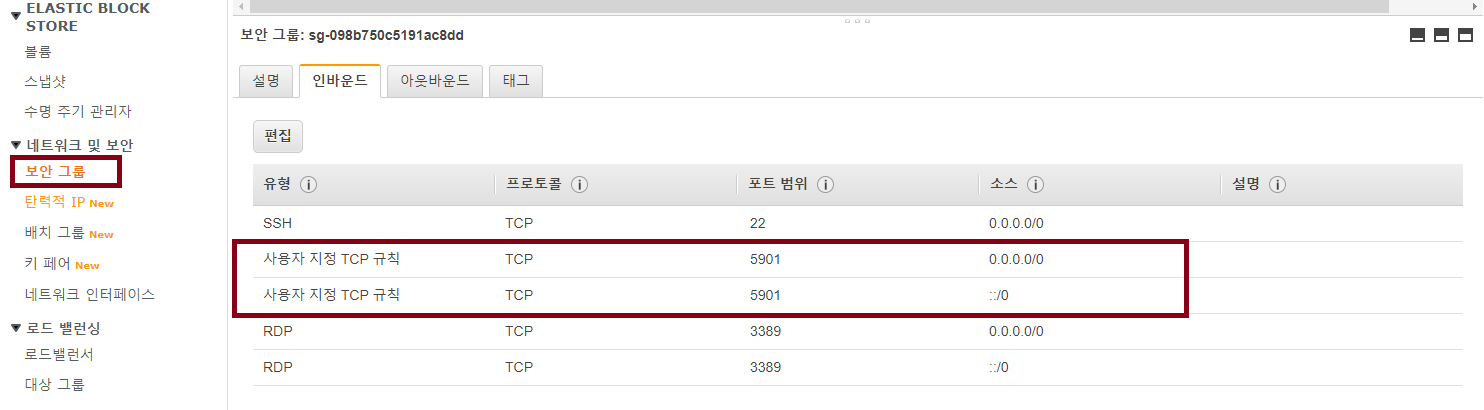 ELASTIC BLOCK
STORE
볼륨
스냅샷
수명 주기 관리자
네트워크 및 보안
보안 그룹
탄력적 IP New
배치 그룹 New
키 페어 New
네트워크 인터페이스
로드 밸런싱
로드밸런서
대상 그룹
보안 그룹: sg-098b750c5191ac8dd
설명 인바운드 아웃바운드 태그
편집
유형 프로토콜 포트 범위 소스 설명
SSH TCP 22 0.0.0.0/0
사용자 지정 TCP 규칙 TCP 5901 0.0.0.0/0
사용자 지정 TCP 규칙 TCP 5901 ::/0
RDP TCP 3389 0.0.0.0/0
RDP TCP 3389 ::/0